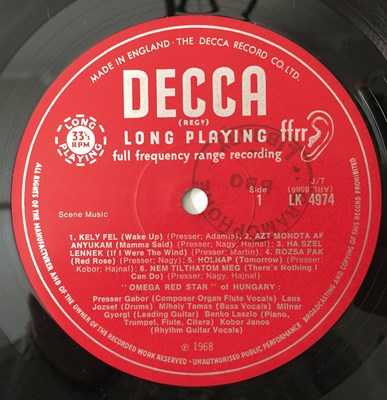 MADE IN ENGLAND · THE DECCA RECORD CO. LTD.
DECCA
(REGD)
LONG PLAYING 33⅓ RPM LONG PLAYING
ffrr
full frequency range recording
J/T
(ARL 8566)
Side
1
LK 4974
Scene Music
1. KELY FEL (Wake Up) (Presser; Adamis) 2. AZT MONDTA AF
ANYUKAM (Mamma Said) (Presser; Nagy, Hajnal) 3. HA SZEL
LENNEK (If I Were The Wind) (Presser; Martin) 4. ROZSA FAK
(Red Rose) (Presser; Nagy) 5. HOLNAP (Tomorrow) (Presser;
Kobor; Hajnal) 6. NEM TILTHATOM MEG (There's Nothing I
Can Do) (Presser; Nagy, Hajnal)
"OMEGA RED STAR" of HUNGARY :
Presser Gabor (Composer Organ Flute Vocals) Laux
Jozsef (Drums) Mihaly Tamas (Bass Vocals) Milnar
Gyorgt (Leading Guitar) Benko Laszlo (Piano,
Trumpet, Flute, Citera) Kobor Janos
(Rhythm Guitar Vocals)
℗ 1968
ALL RIGHTS OF THE MANUFACTURER AND OF THE OWNER OF THE RECORDED WORK RESERVED · UNAUTHORISED PUBLIC PERFORMANCE BROADCASTING AND COPYING OF THIS RECORD PROHIBITED